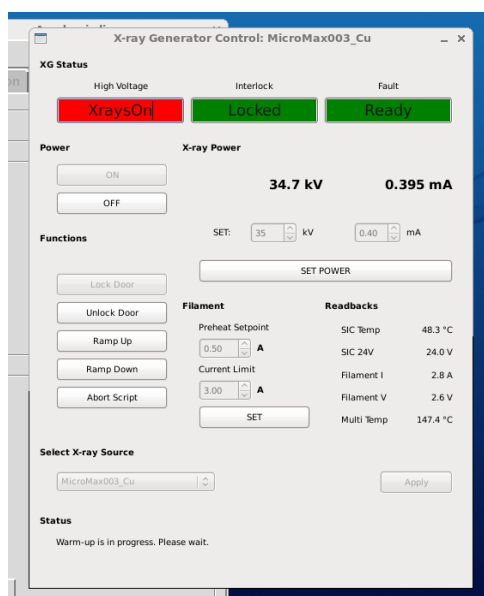 X-ray Generator Control: MicroMax003_Cu
XG Status
High Voltage Interlock Fault
XraysOn Locked Ready
Power X-ray Power
ON
34.7 kV 0.395 mA
OFF
SET: 35 kV 0.40 mA
Functions
SET POWER
Lock Door
Unlock Door
Filament Readbacks
Preheat Setpoint
SIC Temp 48.3 °C
Ramp Up
0.50 A
SIC 24V 24.0 V
Ramp Down
Current Limit
Filament I 2.8 A
Abort Script
3.00 A
Filament V 2.6 V
SET
Multi Temp 147.4 °C
Select X-ray Source
MicroMax003_Cu Apply
Status
Warm-up is in progress. Please wait.